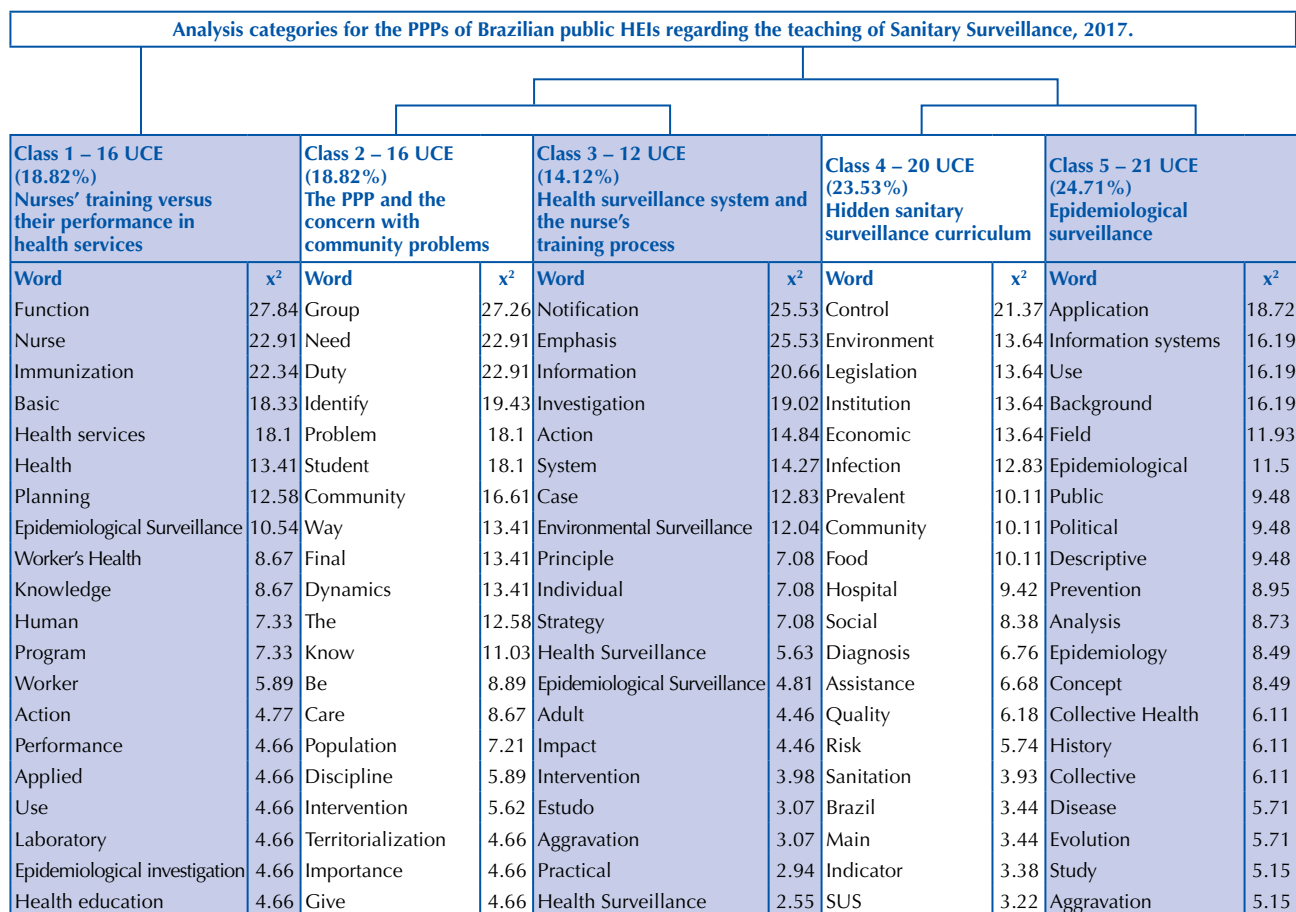 Analysis categories for the PPPs of Brazilian public HEIs regarding the teaching of Sanitary Surveillance, 2017.
Class 1 – 16 UCE
(18.82%)
Nurses' training versus
their performance in
health services
Class 2 – 16 UCE
(18.82%)
The PPP and the
concern with
community problems
Class 3 – 12 UCE
(14.12%)
Health surveillance system and
the nurse's
training process
Class 4 – 20 UCE
(23.53%)
Hidden sanitary
surveillance curriculum
Class 5 – 21 UCE
(24.71%)
Epidemiological
surveillance
Word x² Word x² Word x² Word x² Word x²
Function 27.84 Group 27.26 Notification 25.53 Control 21.37 Application 18.72
Nurse 22.91 Need 22.91 Emphasis 25.53 Environment 13.64 Information systems 16.19
Immunization 22.34 Duty 22.91 Information 20.66 Legislation 13.64 Use 16.19
Basic 18.33 Identify 19.43 Investigation 19.02 Institution 13.64 Background 16.19
Health services 18.1 Problem 18.1 Action 14.84 Economic 13.64 Field 11.93
Health 13.41 Student 18.1 System 14.27 Infection 12.83 Epidemiological 11.5
Planning 12.58 Community 16.61 Case 12.83 Prevalent 10.11 Public 9.48
Epidemiological Surveillance 10.54 Way 13.41 Environmental Surveillance 12.04 Community 10.11 Political 9.48
Worker's Health 8.67 Final 13.41 Principle 7.08 Food 10.11 Descriptive 9.48
Knowledge 8.67 Dynamics 13.41 Individual 7.08 Hospital 9.42 Prevention 8.95
Human 7.33 The 12.58 Strategy 7.08 Social 8.38 Analysis 8.73
Program 7.33 Know 11.03 Health Surveillance 5.63 Diagnosis 6.76 Epidemiology 8.49
Worker 5.89 Be 8.89 Epidemiological Surveillance 4.81 Assistance 6.68 Concept 8.49
Action 4.77 Care 8.67 Adult 4.46 Quality 6.18 Collective Health 6.11
Performance 4.66 Population 7.21 Impact 4.46 Risk 5.74 History 6.11
Applied 4.66 Discipline 5.89 Intervention 3.98 Sanitation 3.93 Collective 6.11
Use 4.66 Intervention 5.62 Estudo 3.07 Brazil 3.44 Disease 5.71
Laboratory 4.66 Territorialization 4.66 Aggravation 3.07 Main 3.44 Evolution 5.71
Epidemiological investigation 4.66 Importance 4.66 Practical 2.94 Indicator 3.38 Study 5.15
Health education 4.66 Give 4.66 Health Surveillance 2.55 SUS 3.22 Aggravation 5.15